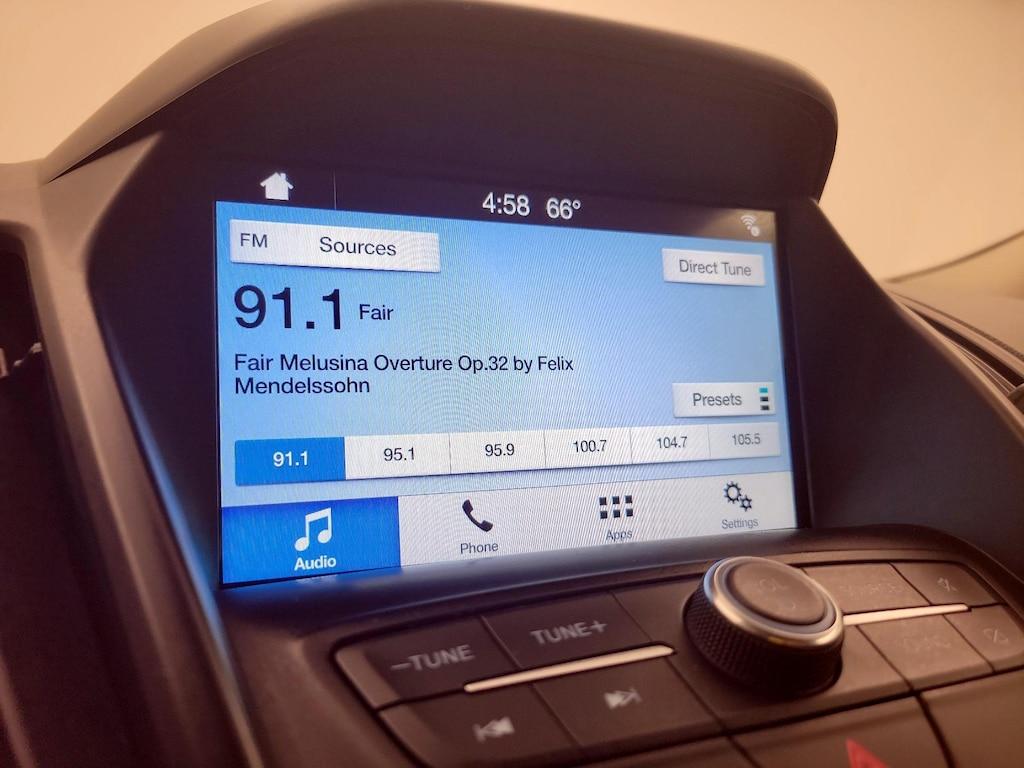 4:58 66°
FM Sources
Direct Tune
91.1 Fair
Fair Melusina Overture Op.32 by Felix
Mendelssohn
Presets
91.1 95.1 95.9 100.7 104.7 105.5
Audio Phone Apps Settings
−TUNE TUNE+
VOL